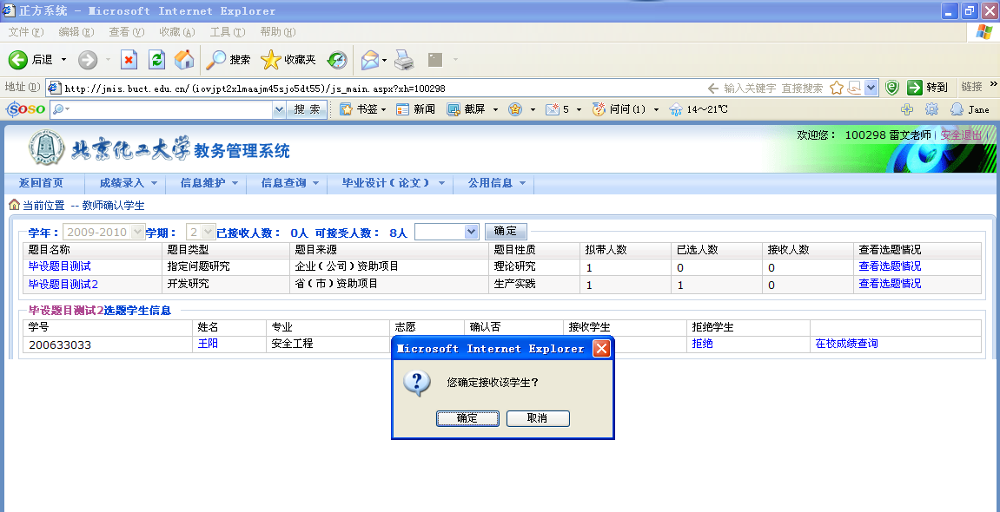 正方系统 - Microsoft Internet Explorer
文件(F) 编辑(E) 查看(V) 收藏(A) 工具(T) 帮助(H)
后退 搜索 收藏夹
地址(D) http://jmis.buct.edu.cn/(iovjpt2xlmaajm45sjo5dt55)/js_main.aspx?xh=100298 输入关键字 直接搜索 转到 链接 »
SOSO 搜 索 书签 新闻 截屏 5 问问(1) 14～21℃ Jane
欢迎您： 100298 雷文老师 | 安全退出 |
北京化工大学 教务管理系统
返回首页 成绩录入 信息维护 信息查询 毕业设计(论文) 公用信息
当前位置 -- 教师确认学生
学年： 2009-2010 学期： 2 已接收人数： 0人 可接受人数： 8人 确定
题目名称 题目类型 题目来源 题目性质 拟带人数 已选人数 接收人数 查看选题情况
毕设题目测试 指定问题研究 企业(公司)资助项目 理论研究 1 0 0 查看选题情况
毕设题目测试2 开发研究 省(市)资助项目 生产实践 1 1 0 查看选题情况
毕设题目测试2选题学生信息
学号 姓名 专业 志愿 确认否 接收学生 拒绝学生
200633033 王阳 安全工程 拒绝 在校成绩查询
Microsoft Internet Explorer
您确定接收该学生？
确定 取消